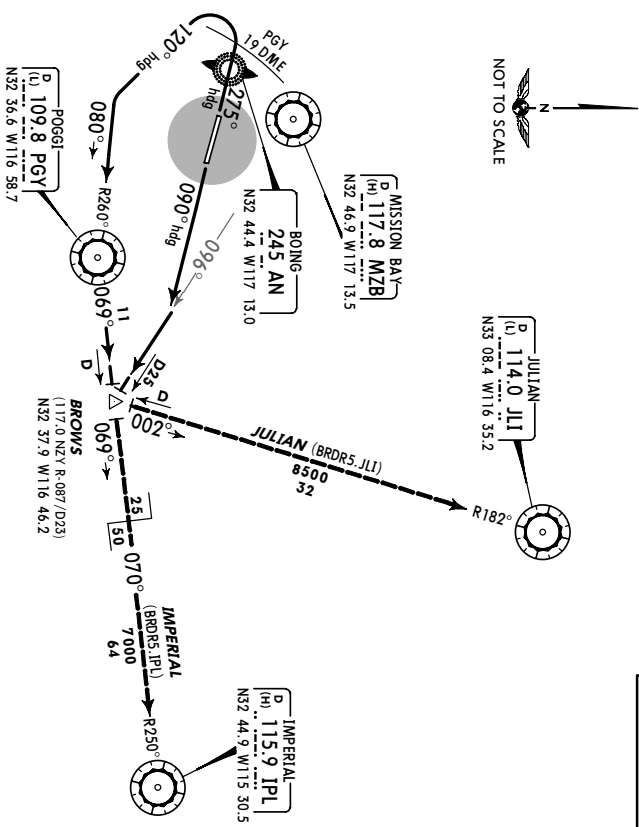 N
NOT TO SCALE
PGY
19 DME
120° hdg
275°
hdg
090° hdg
096°
080°
R260°
POGGI
D
(L) 109.8 PGY
N32 36.6 W116 58.7
BOING
245 AN
N32 44.4 W117 13.0
MISSION BAY
D
(H) 117.8 MZB
N32 46.9 W117 13.5
JULIAN
D
(L) 114.0 JLI
N33 08.4 W116 35.2
069°
11
D
D25
D
BROWS
(117.0 NZY R-087/D23)
N32 37.9 W116 46.2
002°
JULIAN (BRDR5.JLI)
8500
32
R182°
069°
25
50
070°
IMPERIAL
(BRDR5.IPL)
7000
64
R250°
IMPERIAL
D
(H) 115.9 IPL
N32 44.9 W115 30.5